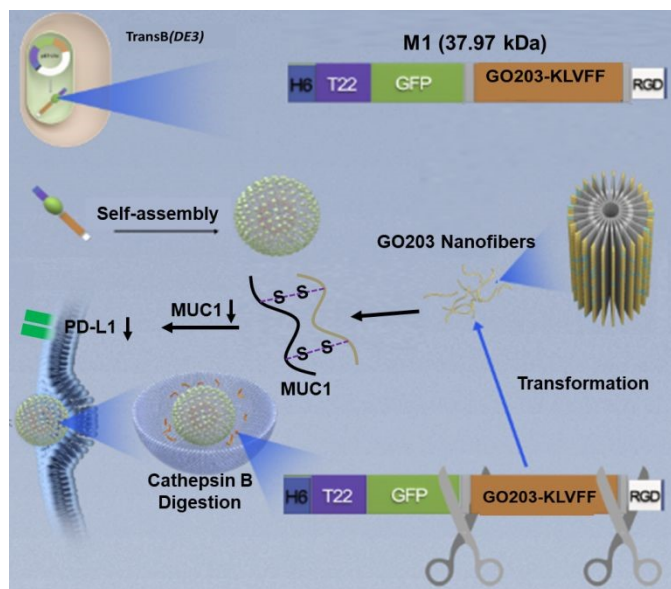 TransB(DE3)
M1 (37.97 kDa)
H6 T22 GFP GO203-KLVFF RGD
Self-assembly
GO203 Nanofibers
S S
MUC1
PD-L1
S S
MUC1
Transformation
Cathepsin B
Digestion
H6 T22 GFP GO203-KLVFF RGD